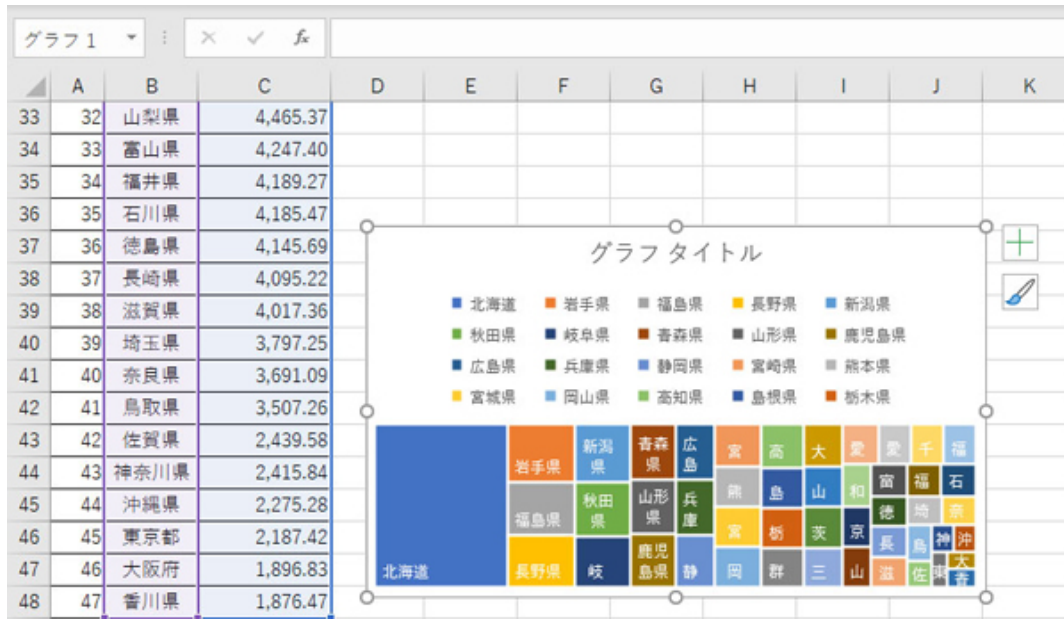 グラフ 1
fx
A B C D E F G H I J K
33 32 山梨県 4,465.37
34 33 富山県 4,247.40
35 34 福井県 4,189.27
36 35 石川県 4,185.47
37 36 徳島県 4,145.69
38 37 長崎県 4,095.22
39 38 滋賀県 4,017.36
40 39 埼玉県 3,797.25
41 40 奈良県 3,691.09
42 41 鳥取県 3,507.26
43 42 佐賀県 2,439.58
44 43 神奈川県 2,415.84
45 44 沖縄県 2,275.28
46 45 東京都 2,187.42
47 46 大阪府 1,896.83
48 47 香川県 1,876.47
グラフ タイトル
北海道 岩手県 福島県 長野県 新潟県
秋田県 岐阜県 青森県 山形県 鹿児島県
広島県 兵庫県 静岡県 宮崎県 熊本県
宮城県 岡山県 高知県 島根県 栃木県
北海道
岩手県
福島県
長野県
新潟
県
秋田
県
岐
青森
県
山形
県
鹿児
島県
広
島
兵
庫
静
宮
熊
宮
岡
高
島
栃
群
大
山
茨
三
愛
和
京
山
愛
富
徳
長
滋
千
福
埼
島
佐
福
石
奈
神
沖
東
大
香